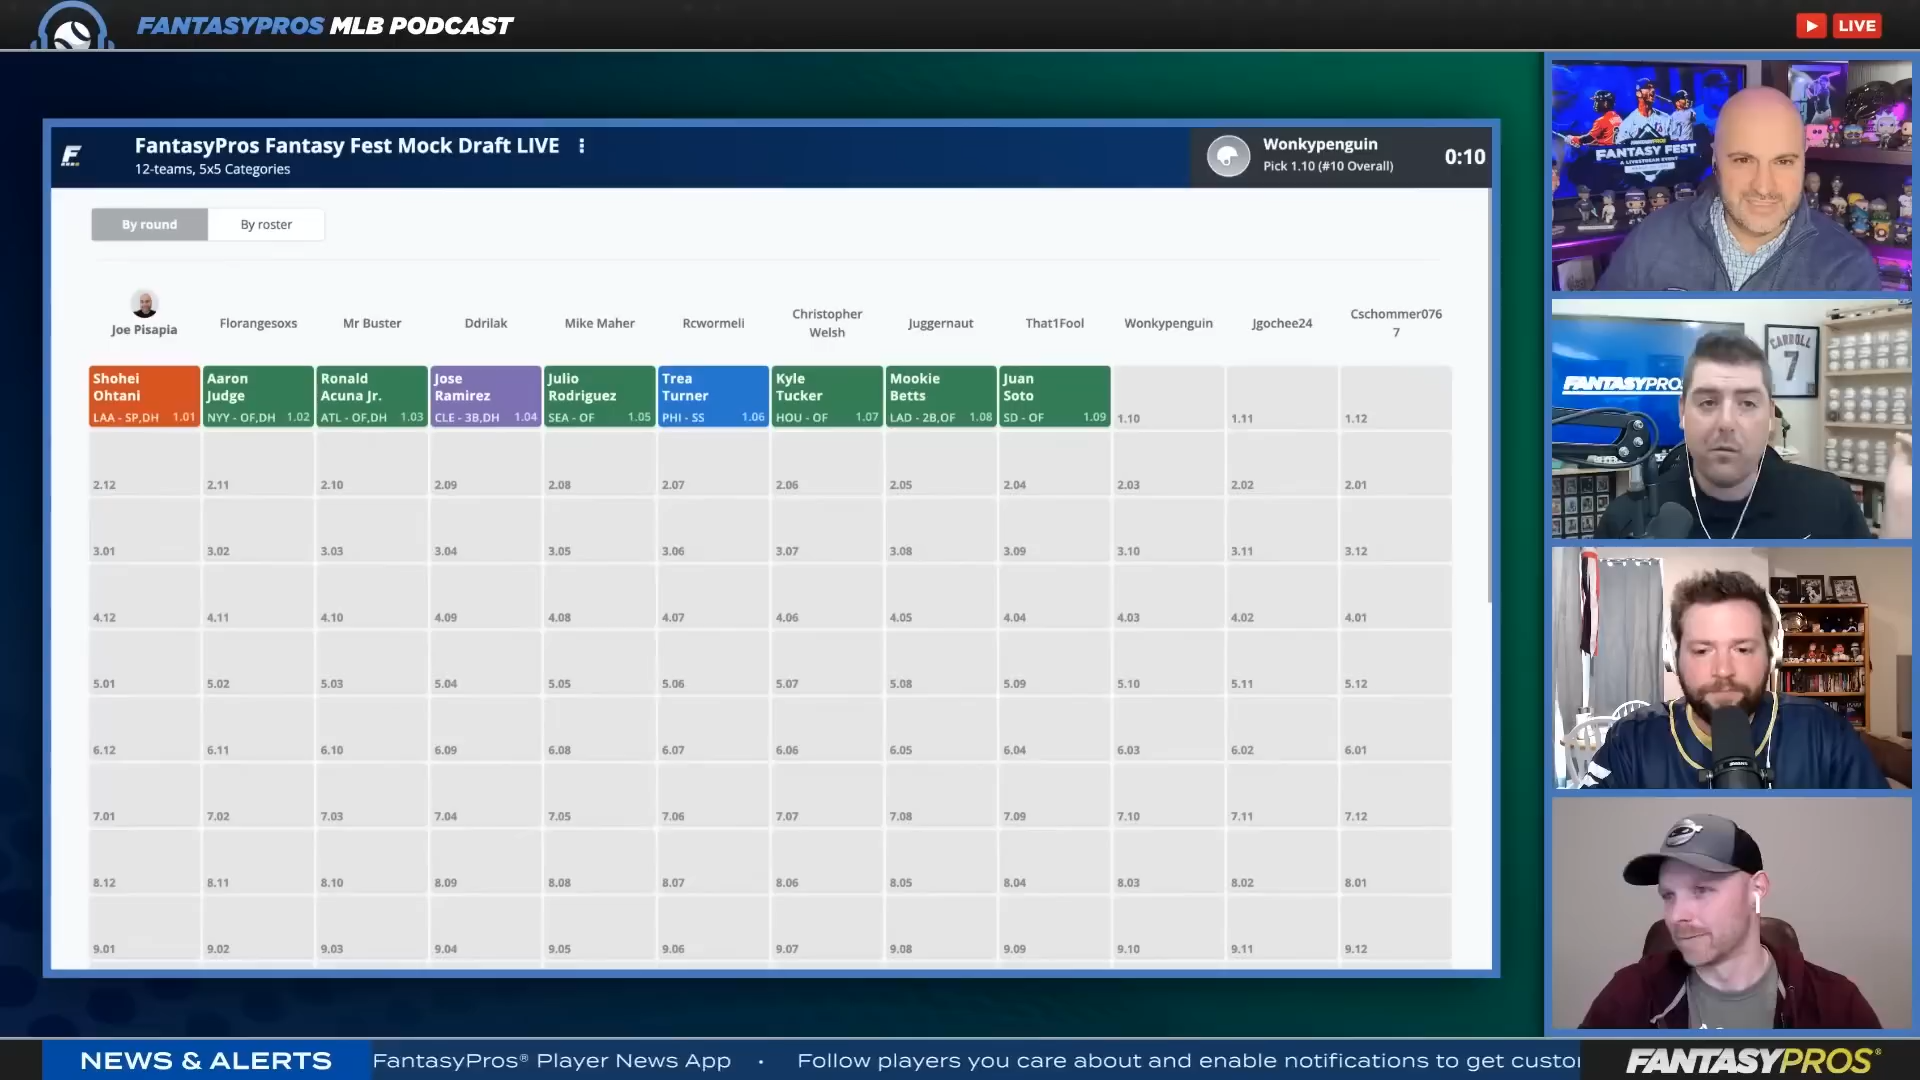 FANTASYPROS MLB PODCAST
LIVE
FantasyPros Fantasy Fest Mock Draft LIVE
12-teams, 5x5 Categories
Wonkypenguin
Pick 1.10 (#10 Overall)
0:10
By round
By roster
Joe Pisapia
Florangesoxs
Mr Buster
Ddrilak
Mike Maher
Rcwormeli
Christopher
Welsh
Juggernaut
That1Fool
Wonkypenguin
Jgochee24
Cschommer076
7
Shohei
Ohtani
LAA - SP,DH 1.01
Aaron
Judge
NYY - OF,DH 1.02
Ronald
Acuna Jr.
ATL - OF,DH 1.03
Jose
Ramirez
CLE - 3B,DH 1.04
Julio
Rodriguez
SEA - OF 1.05
Trea
Turner
PHI - SS 1.06
Kyle
Tucker
HOU - OF 1.07
Mookie
Betts
LAD - 2B,OF 1.08
Juan
Soto
SD - OF 1.09
1.10 1.11 1.12
2.12 2.11 2.10 2.09 2.08 2.07 2.06 2.05 2.04 2.03 2.02 2.01
3.01 3.02 3.03 3.04 3.05 3.06 3.07 3.08 3.09 3.10 3.11 3.12
4.12 4.11 4.10 4.09 4.08 4.07 4.06 4.05 4.04 4.03 4.02 4.01
5.01 5.02 5.03 5.04 5.05 5.06 5.07 5.08 5.09 5.10 5.11 5.12
6.12 6.11 6.10 6.09 6.08 6.07 6.06 6.05 6.04 6.03 6.02 6.01
7.01 7.02 7.03 7.04 7.05 7.06 7.07 7.08 7.09 7.10 7.11 7.12
8.12 8.11 8.10 8.09 8.08 8.07 8.06 8.05 8.04 8.03 8.02 8.01
9.01 9.02 9.03 9.04 9.05 9.06 9.07 9.08 9.09 9.10 9.11 9.12
FANTASY FEST
CARROLL
7
FANTASYPRO
NEWS & ALERTS
FantasyPros® Player News App • Follow players you care about and enable notifications to get custo
FANTASYPROS®